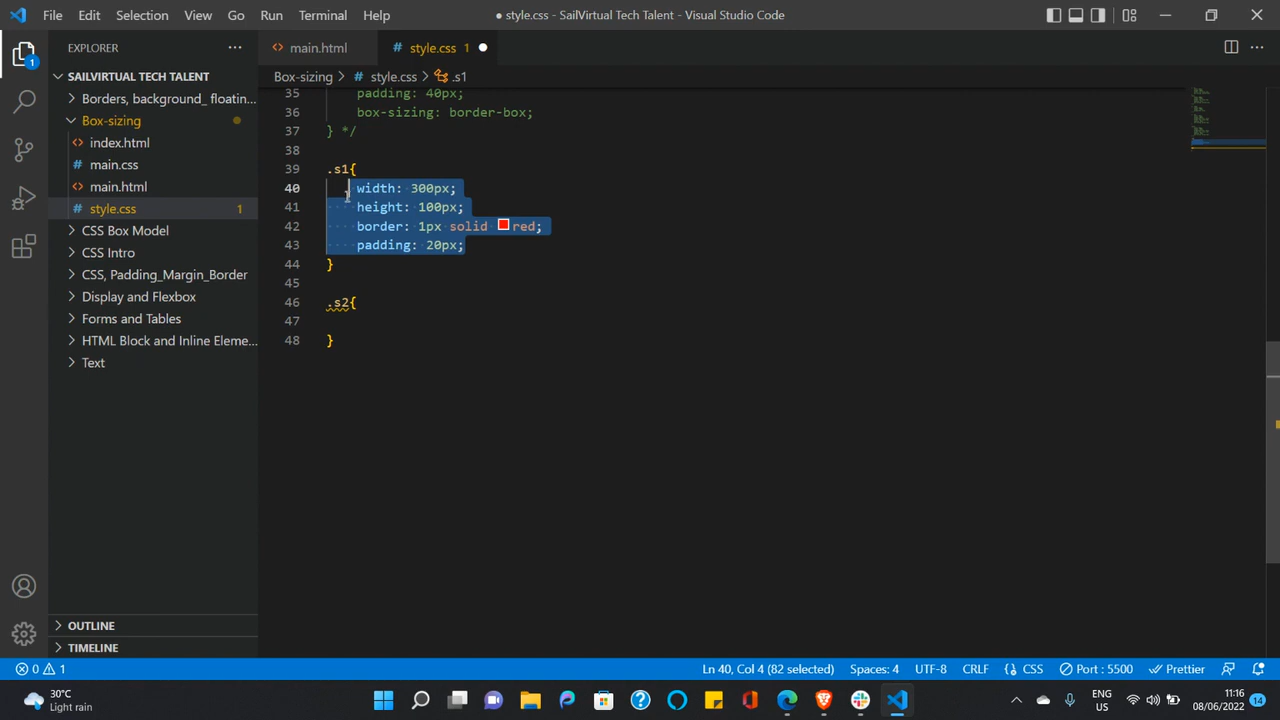 File Edit Selection View Go Run Terminal Help
● style.css - SailVirtual Tech Talent - Visual Studio Code
EXPLORER
main.html
style.css 1
SAILVIRTUAL TECH TALENT
Box-sizing > style.css > .s1
Borders, background_ floatin...
Box-sizing
index.html
main.css
main.html
style.css 1
CSS Box Model
CSS Intro
CSS, Padding_Margin_Border
Display and Flexbox
Forms and Tables
HTML Block and Inline Eleme...
Text
35 padding: 40px;
36 box-sizing: border-box;
37 } */
38
39 .s1{
40 width: 300px;
41 height: 100px;
42 border: 1px solid red;
43 padding: 20px;
44 }
45
46 .s2{
47
48 }
1
OUTLINE
TIMELINE
0 1
Ln 40, Col 4 (82 selected) Spaces: 4 UTF-8 CRLF CSS Port : 5500 Prettier
30°C
Light rain
ENG
US
11:16
08/06/2022
14